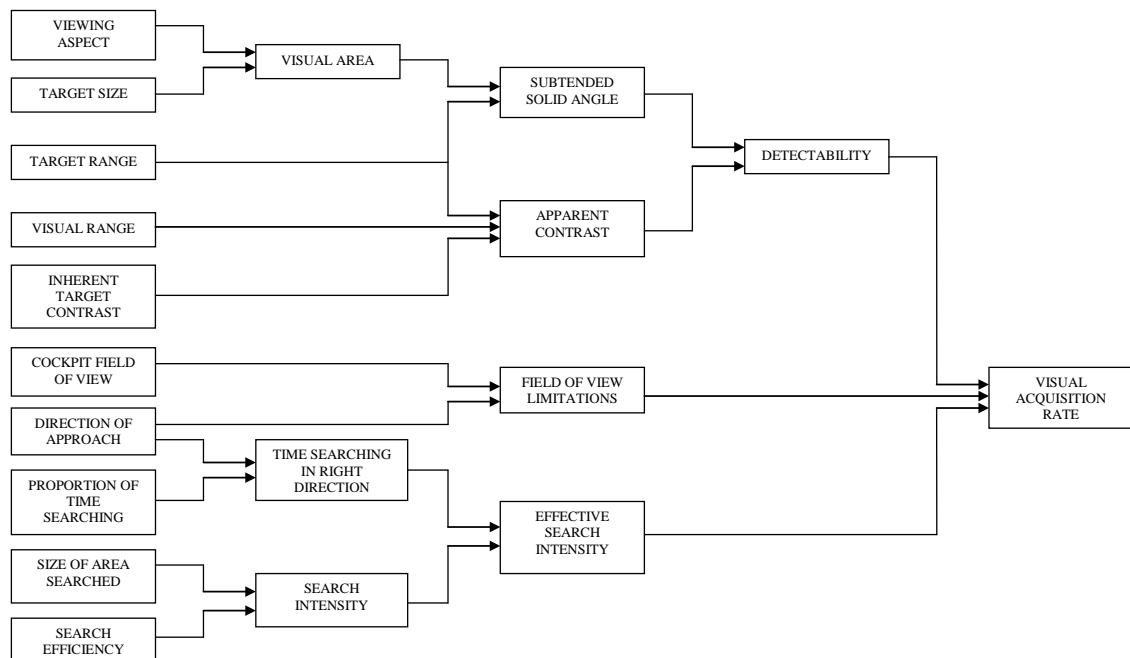 VIEWING
ASPECT
TARGET SIZE
VISUAL AREA
TARGET RANGE
SUBTENDED
SOLID ANGLE
DETECTABILITY
VISUAL RANGE
APPARENT
CONTRAST
INHERENT
TARGET
CONTRAST
COCKPIT FIELD
OF VIEW
FIELD OF VIEW
LIMITATIONS
VISUAL
ACQUISITION
RATE
DIRECTION OF
APPROACH
TIME SEARCHING
IN RIGHT
DIRECTION
PROPORTION OF
TIME
SEARCHING
EFFECTIVE
SEARCH
INTENSITY
SIZE OF AREA
SEARCHED
SEARCH
INTENSITY
SEARCH
EFFICIENCY